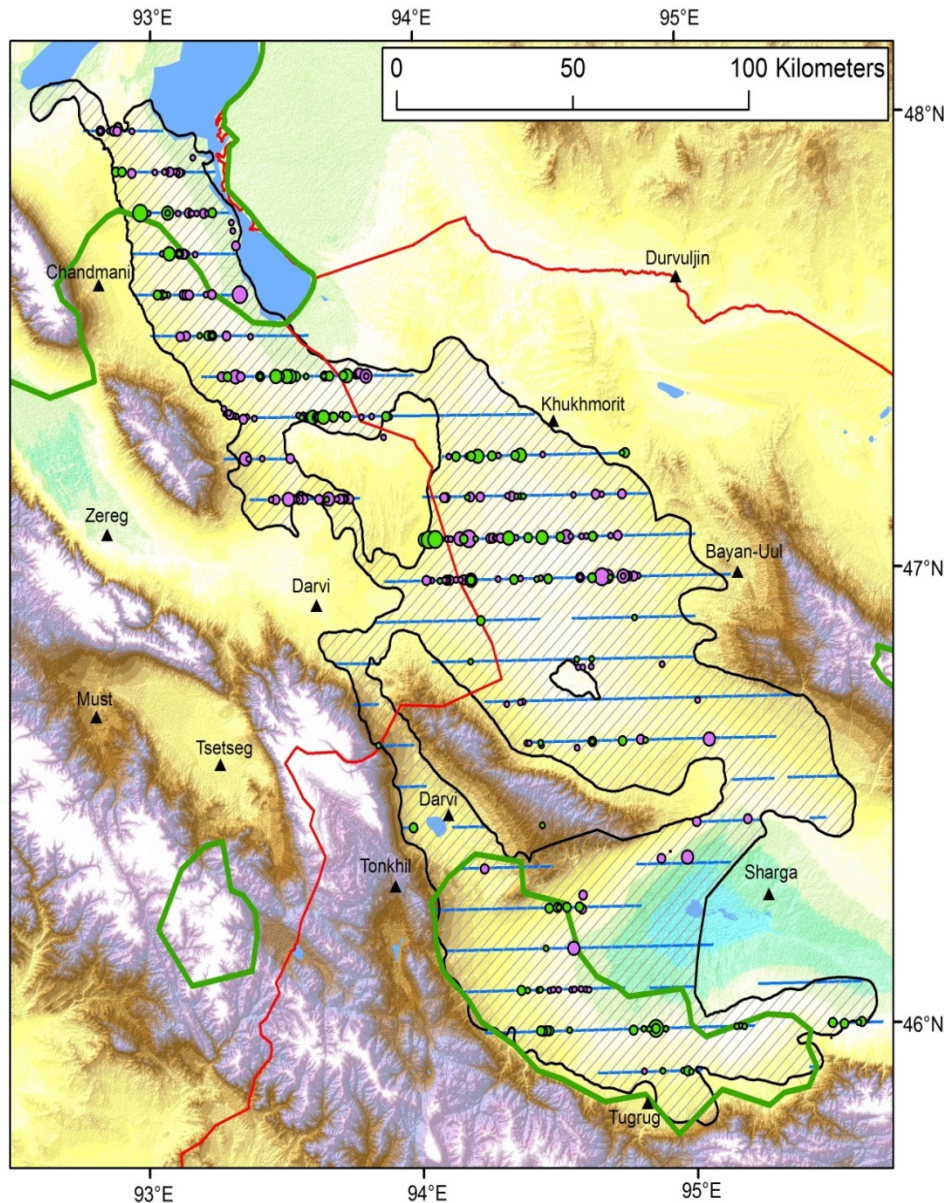 93°E 94°E 95°E
0 50 100 Kilometers
48°N
Durvuljin
Chandmani
Khukhmorit
Zereg
Bayan-Uul
47°N
Darvi
Must
Tsetseg
Darvi
Tonkhil
Sharga
46°N
Tugrug
93°E 94°E 95°E